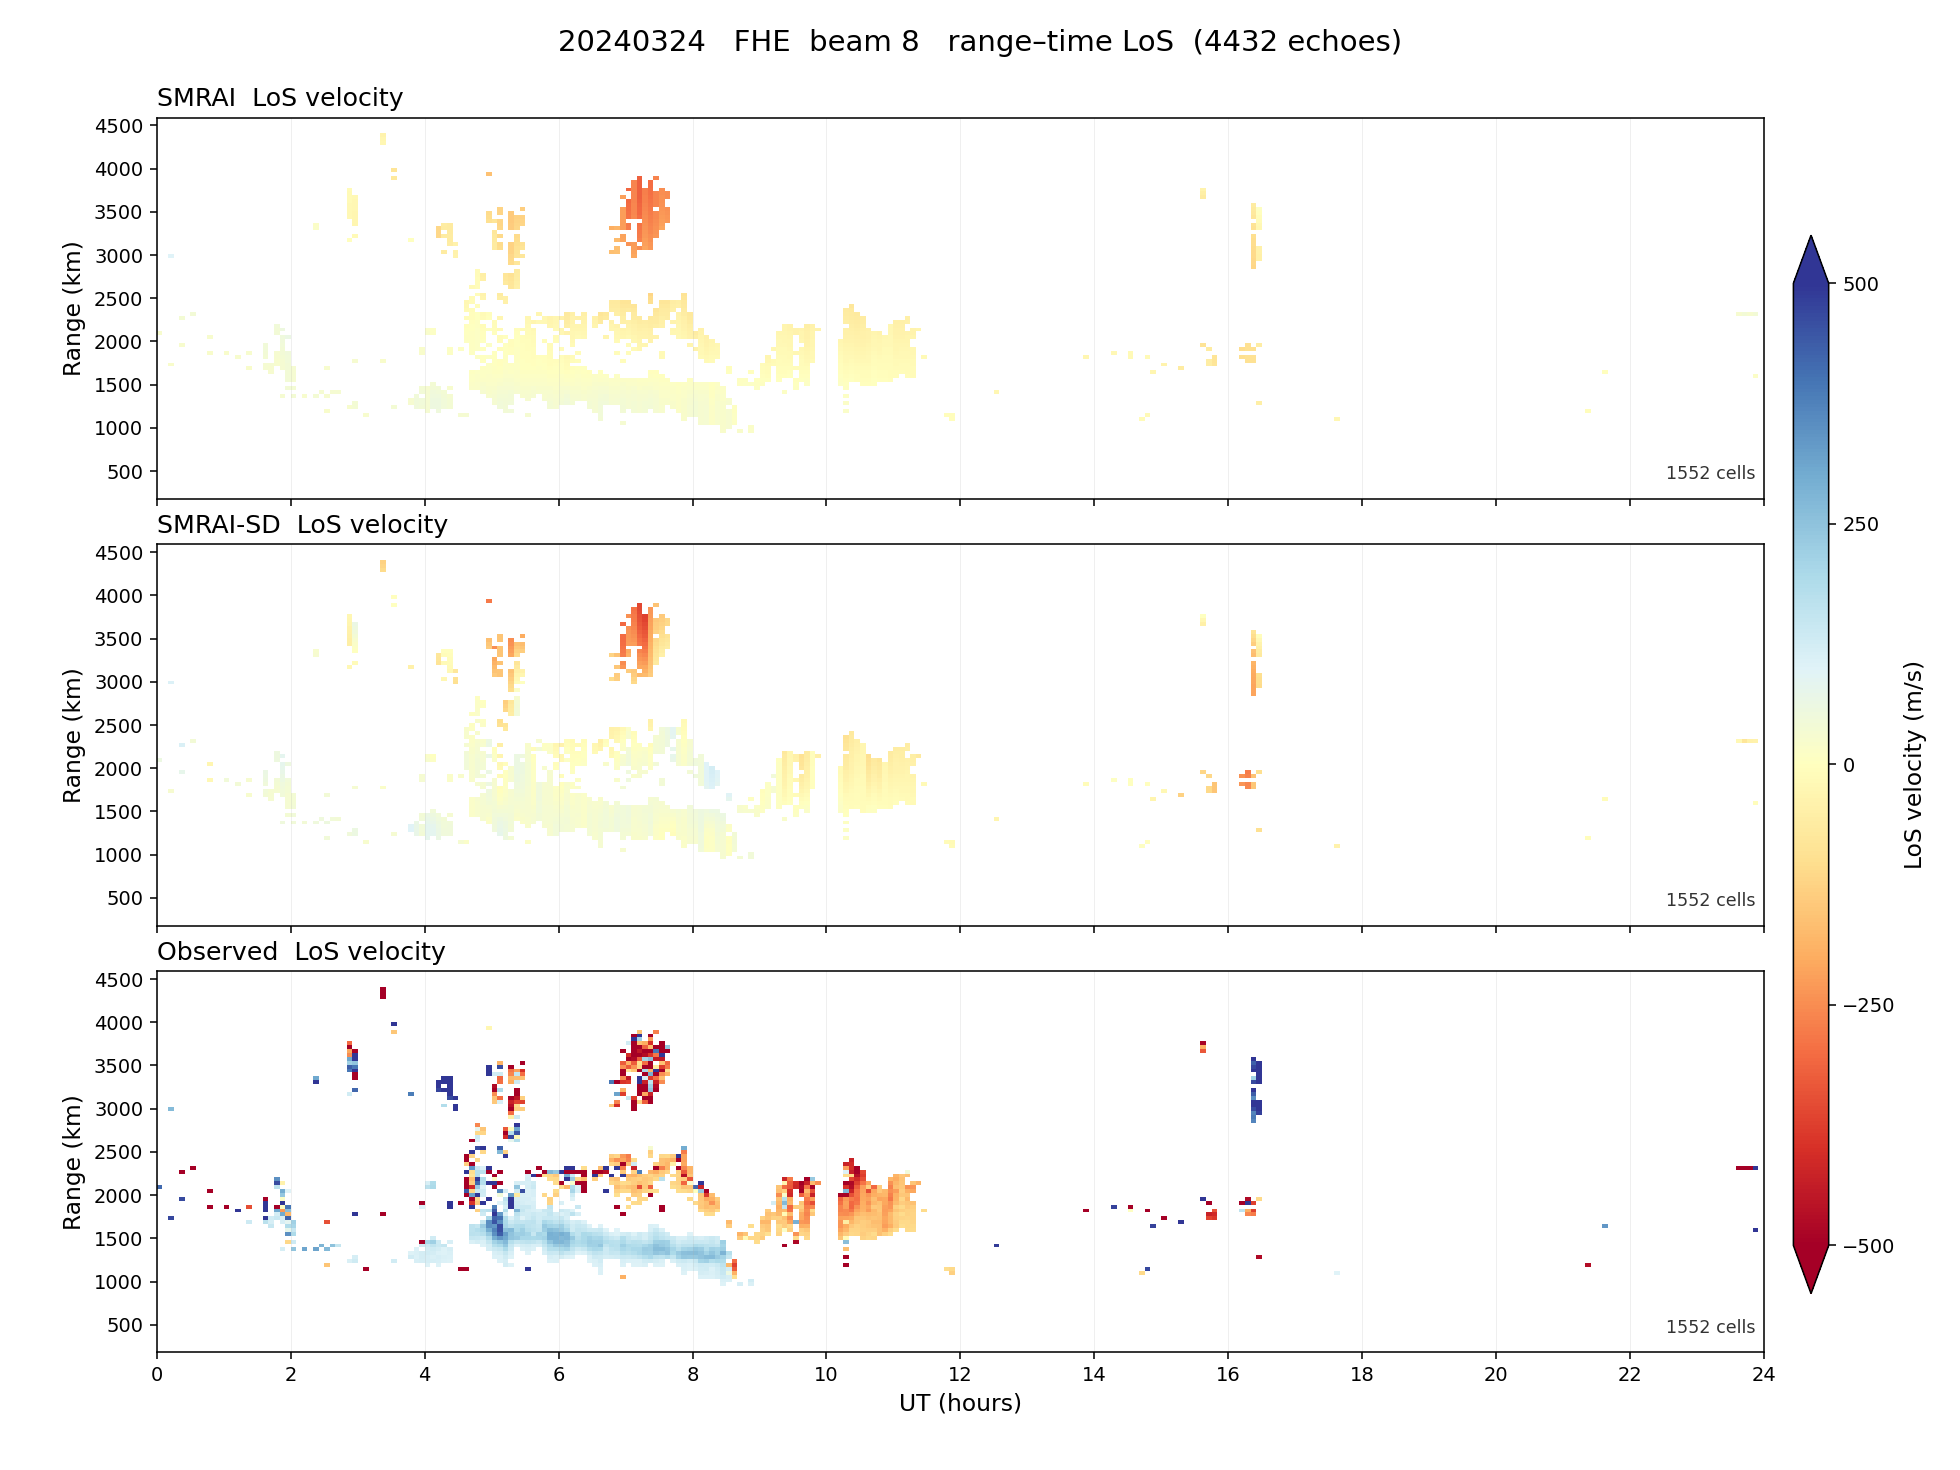 20240324   FHE  beam 8   range–time LoS  (4432 echoes)
SMRAI  LoS velocity
4500
4000
3500
3000
2500
2000
1500
1000
500
Range (km)
1552 cells
SMRAI-SD  LoS velocity
4500
4000
3500
3000
2500
2000
1500
1000
500
Range (km)
1552 cells
Observed  LoS velocity
4500
4000
3500
3000
2500
2000
1500
1000
500
Range (km)
1552 cells
0 2 4 6 8 10 12 14 16 18 20 22 24
UT (hours)
500
250
0
−250
−500
LoS velocity (m/s)